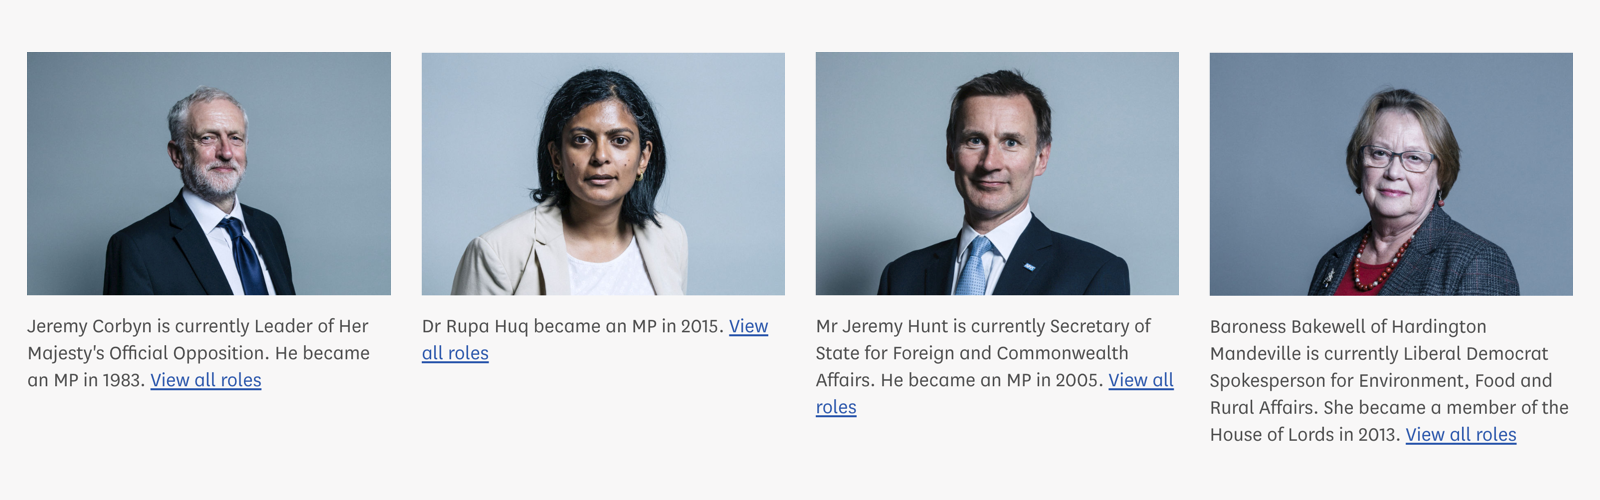 Jeremy Corbyn is currently Leader of Her
Majesty's Official Opposition. He became
an MP in 1983. View all roles
Dr Rupa Huq became an MP in 2015. View
all roles
Mr Jeremy Hunt is currently Secretary of
State for Foreign and Commonwealth
Affairs. He became an MP in 2005. View all
roles
Baroness Bakewell of Hardington
Mandeville is currently Liberal Democrat
Spokesperson for Environment, Food and
Rural Affairs. She became a member of the
House of Lords in 2013. View all roles